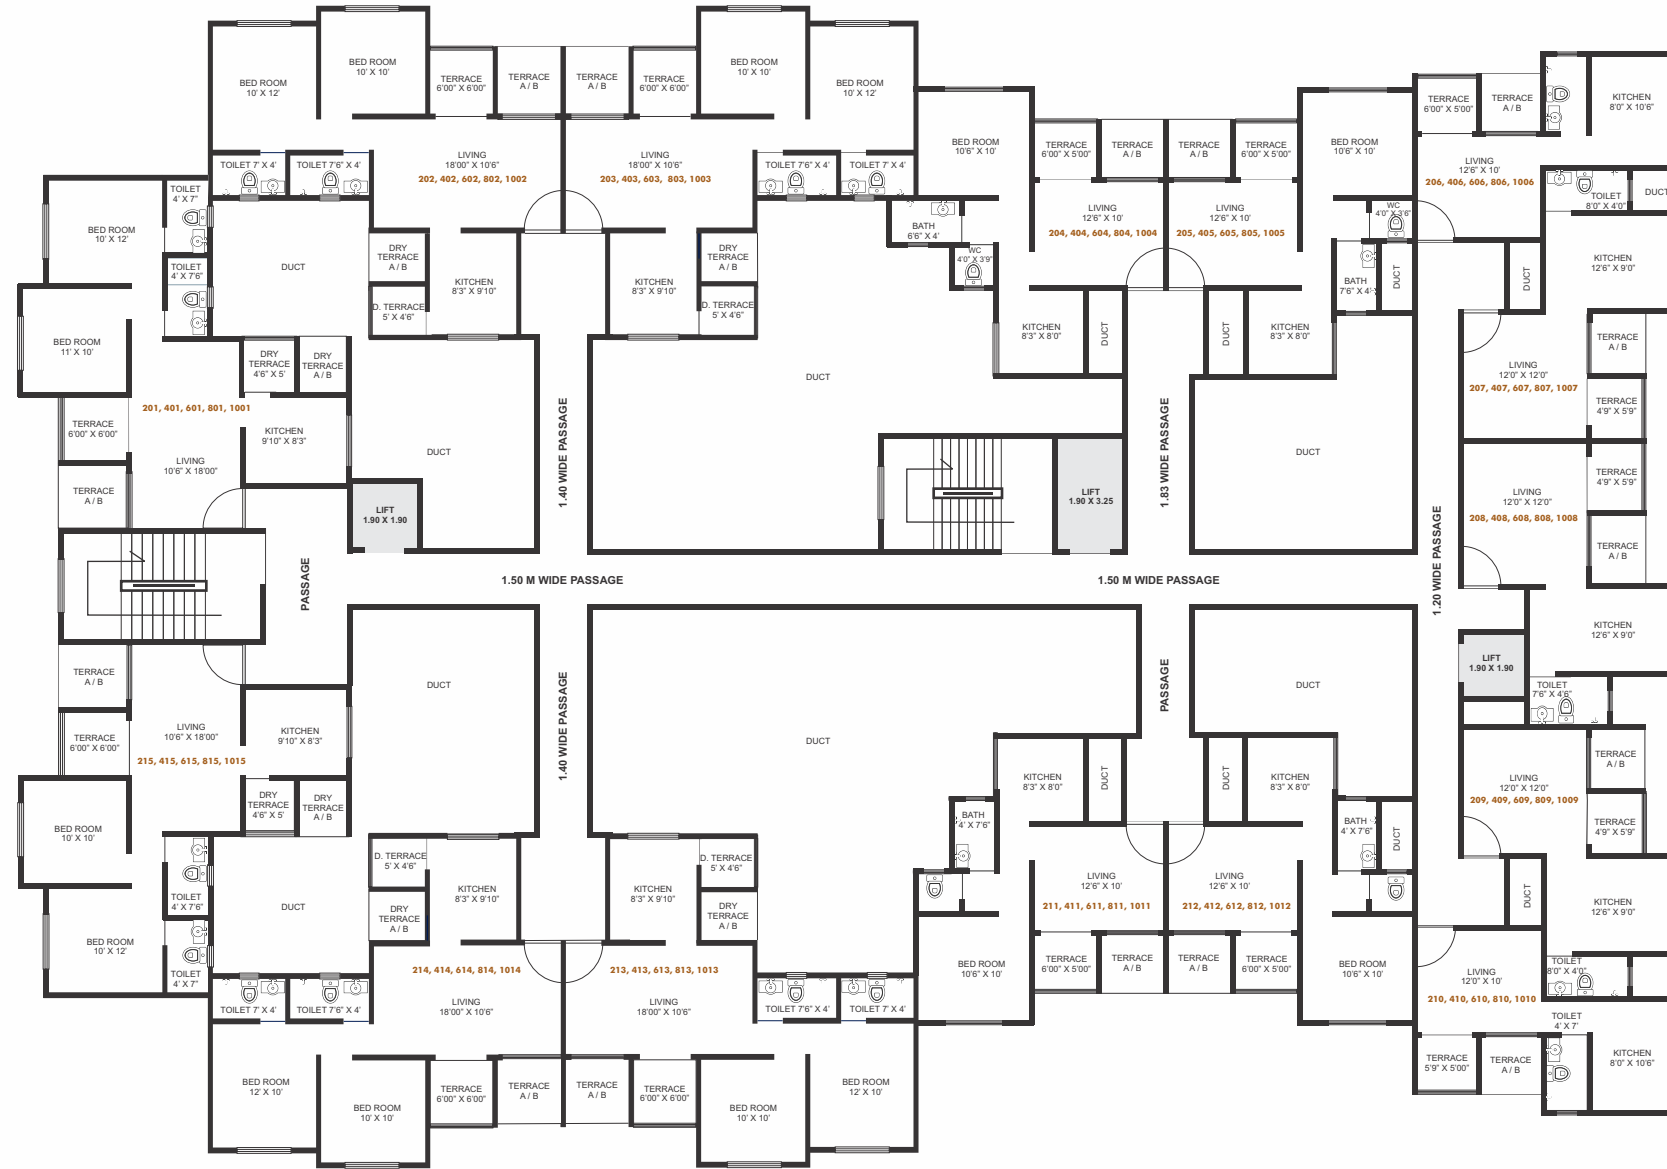 BED ROOM
10' X 12'
BED ROOM
10' X 10'
TERRACE
6'00" X 6'00"
TERRACE
A / B
TERRACE
A / B
TERRACE
6'00" X 6'00"
BED ROOM
10' X 10'
BED ROOM
10' X 12'
LIVING
18'00" X 10'6"
202, 402, 602, 802, 1002
LIVING
18'00" X 10'6"
203, 403, 603, 803, 1003
TOILET 7' X 4'
TOILET 7'6" X 4'
TOILET 7'6" X 4'
TOILET 7' X 4'
BED ROOM
10'6" X 10'
TERRACE
6'00" X 5'00"
TERRACE
A / B
TERRACE
A / B
TERRACE
6'00" X 5'00"
BED ROOM
10'6" X 10'
TERRACE
6'00" X 5'00"
TERRACE
A / B
KITCHEN
8'0" X 10'6"
LIVING
12'6" X 10'
206, 406, 606, 806, 1006
TOILET
8'0" X 4'0"
DUCT
TOILET
4' X 7'
BED ROOM
10' X 12'
TOILET
4' X 7'6"
DUCT
DRY
TERRACE
A / B
D. TERRACE
5' X 4'6"
KITCHEN
8'3" X 9'10"
KITCHEN
8'3" X 9'10"
DRY
TERRACE
A / B
D. TERRACE
5' X 4'6"
BATH
6'6" X 4'
WC
4'0" X 3'9"
LIVING
12'6" X 10'
204, 404, 604, 804, 1004
LIVING
12'6" X 10'
205, 405, 605, 805, 1005
WC
4'0" X 3'6"
BATH
7'6" X 4'
DUCT
DUCT
KITCHEN
12'6" X 9'0"
BED ROOM
11' X 10'
DRY
TERRACE
4'6" X 5'
DRY
TERRACE
A / B
KITCHEN
8'3" X 8'0"
DUCT
DUCT
KITCHEN
8'3" X 8'0"
DUCT
LIVING
12'0" X 12'0"
207, 407, 607, 807, 1007
TERRACE
A / B
TERRACE
4'9" X 5'9"
201, 401, 601, 801, 1001
TERRACE
6'00" X 6'00"
KITCHEN
9'10" X 8'3"
LIVING
10'6" X 18'00"
TERRACE
A / B
DUCT
LIFT
1.90 X 1.90
1.40 WIDE PASSAGE
LIFT
1.90 X 3.25
1.83 WIDE PASSAGE
DUCT
LIVING
12'0" X 12'0"
208, 408, 608, 808, 1008
TERRACE
4'9" X 5'9"
TERRACE
A / B
PASSAGE
1.50 M WIDE PASSAGE
1.50 M WIDE PASSAGE
1.20 WIDE PASSAGE
KITCHEN
12'6" X 9'0"
LIFT
1.90 X 1.90
TOILET
7'6" X 4'6"
TERRACE
A / B
TERRACE
6'00" X 6'00"
LIVING
10'6" X 18'00"
215, 415, 615, 815, 1015
KITCHEN
9'10" X 8'3"
DUCT
1.40 WIDE PASSAGE
DUCT
PASSAGE
DUCT
TERRACE
A / B
LIVING
12'0" X 12'0"
209, 409, 609, 809, 1009
TERRACE
4'9" X 5'9"
DRY
TERRACE
4'6" X 5'
DRY
TERRACE
A / B
BED ROOM
10' X 10'
KITCHEN
8'3" X 8'0"
DUCT
DUCT
KITCHEN
8'3" X 8'0"
BATH
4' X 7'6"
BATH
4' X 7'6"
DUCT
D. TERRACE
5' X 4'6"
KITCHEN
8'3" X 9'10"
KITCHEN
8'3" X 9'10"
D. TERRACE
5' X 4'6"
TOILET
4' X 7'6"
DUCT
DRY
TERRACE
A / B
DRY
TERRACE
A / B
LIVING
12'6" X 10'
211, 411, 611, 811, 1011
LIVING
12'6" X 10'
212, 412, 612, 812, 1012
DUCT
KITCHEN
12'6" X 9'0"
BED ROOM
10' X 12'
TOILET
4' X 7'
214, 414, 614, 814, 1014
LIVING
18'00" X 10'6"
213, 413, 613, 813, 1013
LIVING
18'00" X 10'6"
BED ROOM
10'6" X 10'
TERRACE
6'00" X 5'00"
TERRACE
A / B
TERRACE
A / B
TERRACE
6'00" X 5'00"
BED ROOM
10'6" X 10'
LIVING
12'0" X 10'
210, 410, 610, 810, 1010
TOILET
8'0" X 4'0"
TOILET 7' X 4'
TOILET 7'6" X 4'
TOILET 7'6" X 4'
TOILET 7' X 4'
TOILET
4' X 7'
TERRACE
5'9" X 5'00"
TERRACE
A / B
KITCHEN
8'0" X 10'6"
BED ROOM
12' X 10'
BED ROOM
10' X 10'
TERRACE
6'00" X 6'00"
TERRACE
A / B
TERRACE
A / B
TERRACE
6'00" X 6'00"
BED ROOM
10' X 10'
BED ROOM
12' X 10'